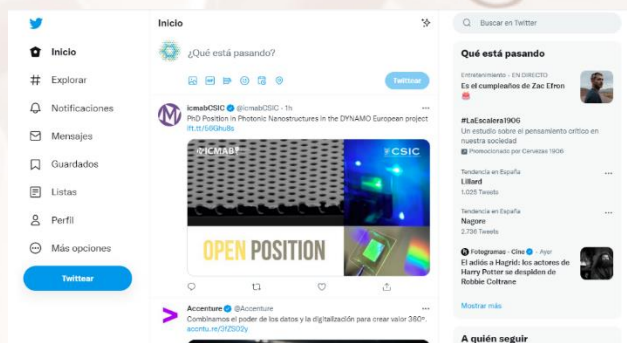 Inicio
Explorar
Notificaciones
Mensajes
Guardados
Listas
Perfil
Más opciones
Twittear
Inicio
¿Qué está pasando?
GIF
Twittear
icmabCSIC @icmabCSIC · 1h
PhD Position in Photonic Nanostructures in the DYNAMO European project
ICMAB
CSIC
OPEN POSITION
Accenture @Accenture
Combinamos el poder de los datos y la digitalización para crear valor 360º.
Buscar en Twitter
Qué está pasando
Entretenimiento · EN DIRECTO
Es el cumpleaños de Zac Efron
#LaEscalera1906
Un estudio sobre el pensamiento crítico en
nuestra sociedad
Promocionado por Cervezas 1906
Tendencia en España
Lillard
1.025 Tweets
Tendencia en España
Nagore
2.736 Tweets
Fotogramas - Cine · Ayer
El adiós a Hagrid: los actores de
Harry Potter se despiden de
Robbie Coltrane
Mostrar más
A quién seguir